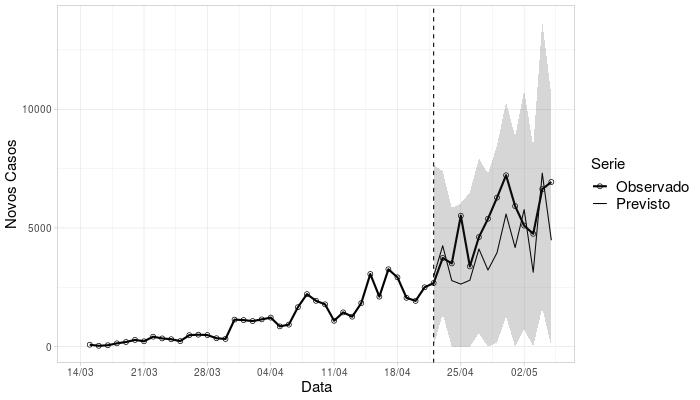 10000
5000
0
Novos Casos
14/03 21/03 28/03 04/04 11/04 18/04 25/04 02/05
Data
Serie
Observado
Previsto